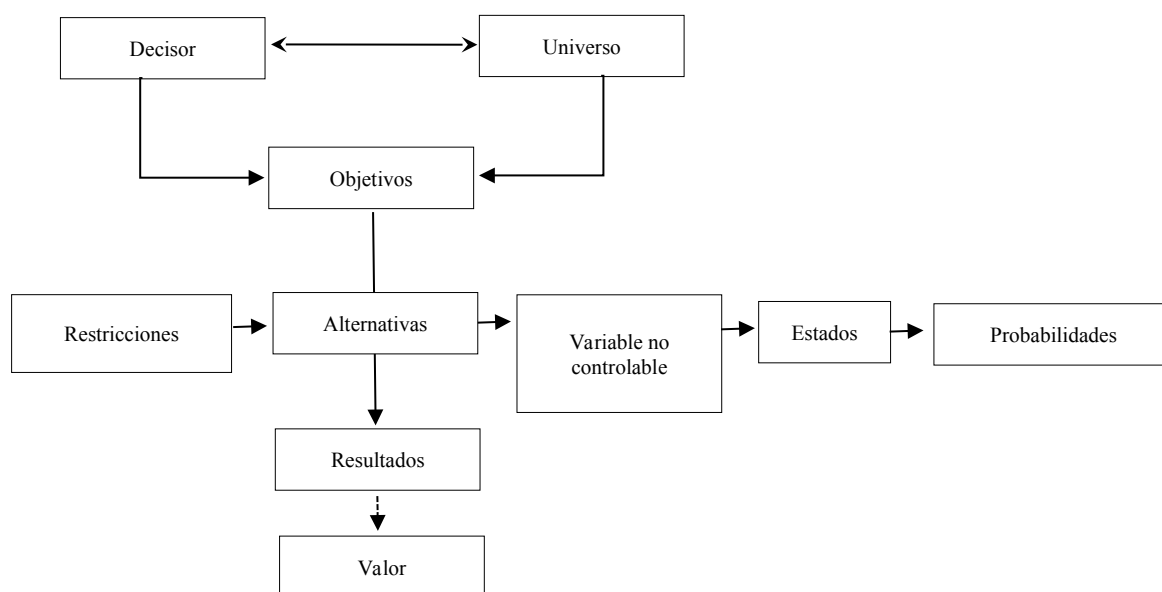 Decisor
Universo
Objetivos
Restricciones
Alternativas
Variable no
controlable
Estados
Probabilidades
Resultados
Valor